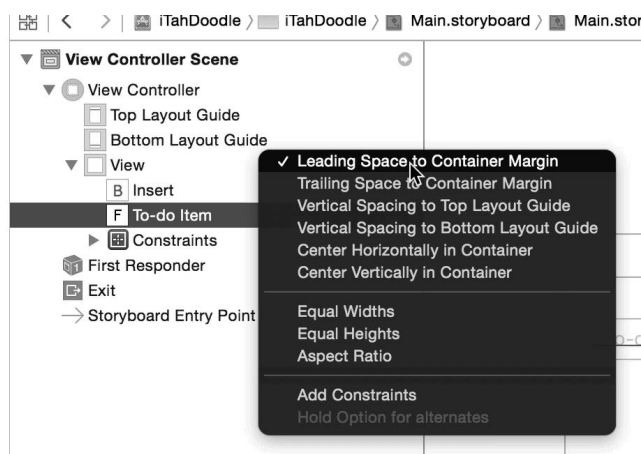 iTahDoodle iTahDoodle Main.storyboard Main.stor
View Controller Scene
View Controller
Top Layout Guide
Bottom Layout Guide
View
B Insert
F To-do Item
Constraints
First Responder
Exit
Storyboard Entry Point
✓ Leading Space to Container Margin
Trailing Space to Container Margin
Vertical Spacing to Top Layout Guide
Vertical Spacing to Bottom Layout Guide
Center Horizontally in Container
Center Vertically in Container
Equal Widths
Equal Heights
Aspect Ratio
Add Constraints
Hold Option for alternates